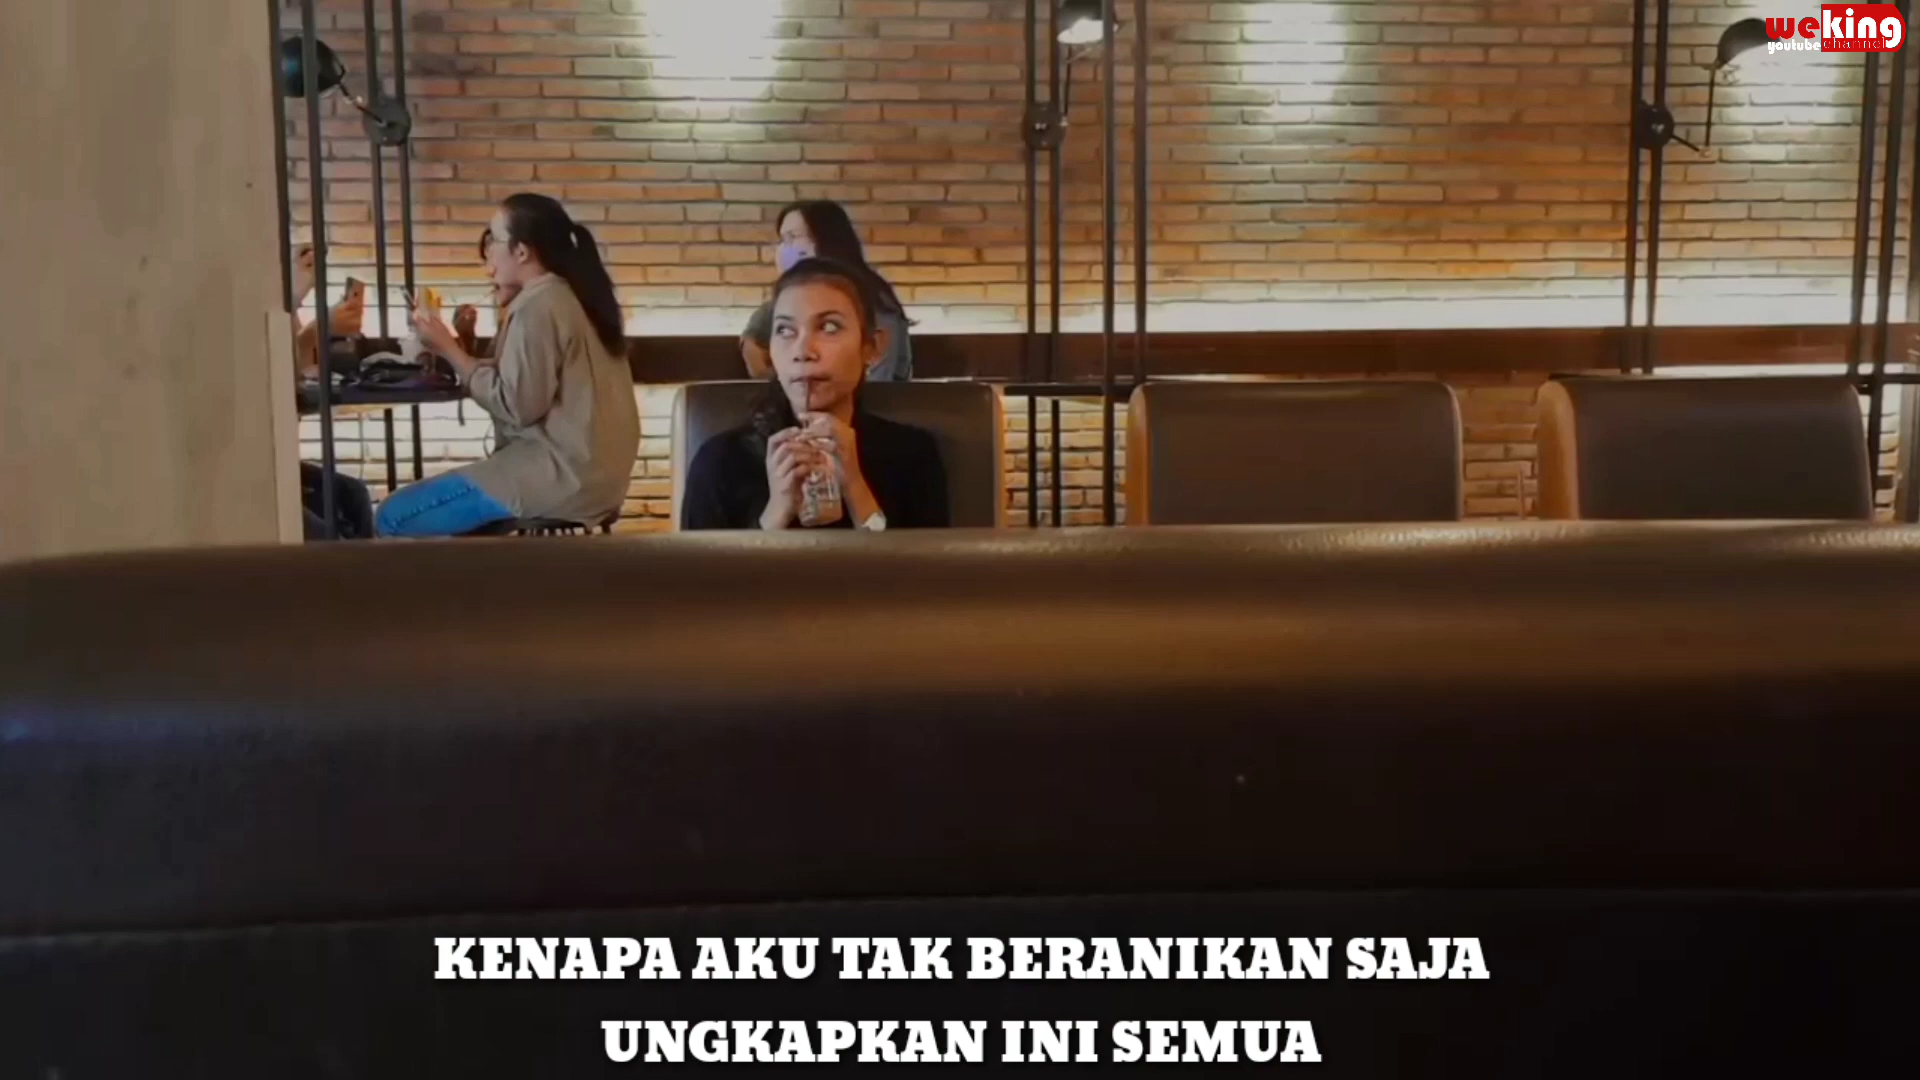 weking
youtube channel
KENAPA AKU TAK BERANIKAN SAJA
UNGKAPKAN INI SEMUA